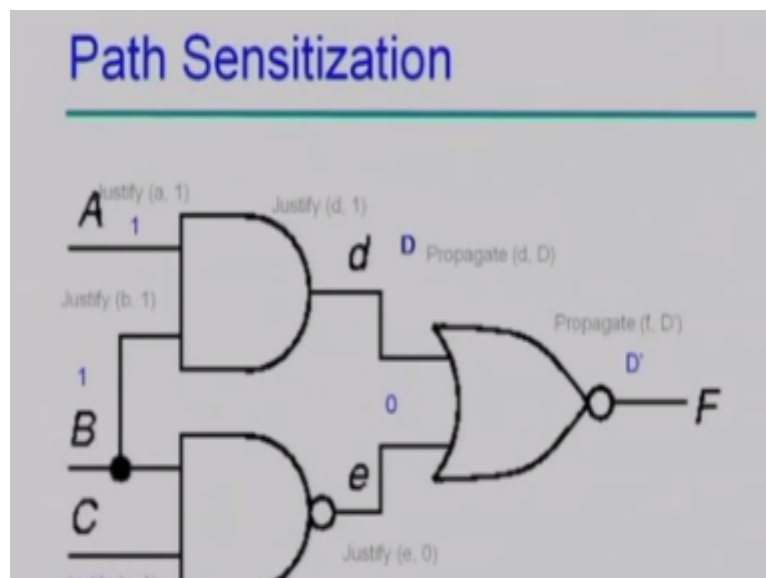 Path Sensitization
Justify (a, 1)
A
1
Justify (d, 1)
d
D
Propagate (d, D)
Justify (b, 1)
Propagate (f, D')
D'
1
0
F
B
e
C
Justify (e, 0)